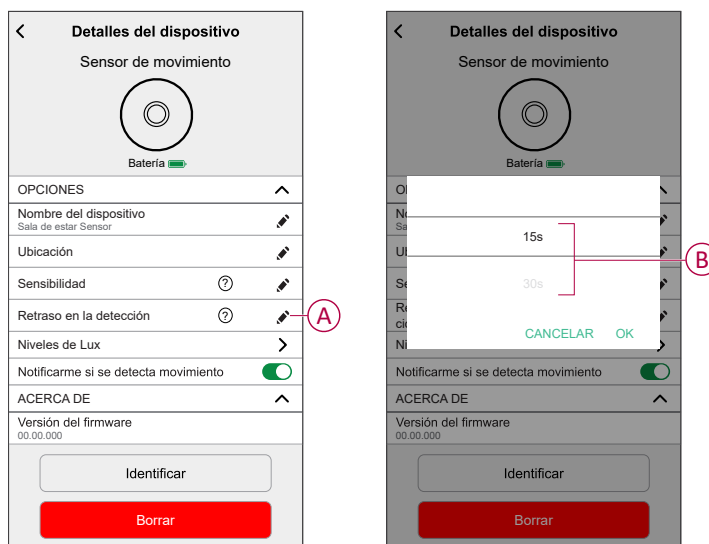 Detalles del dispositivo
Sensor de movimiento
Batería
OPCIONES
Nombre del dispositivo
Sala de estar Sensor
Ubicación
Sensibilidad ?
Retraso en la detección ?
A
Niveles de Lux
Notificarme si se detecta movimiento
ACERCA DE
Versión del firmware
00.00.000
Identificar
Borrar
Detalles del dispositivo
Sensor de movimiento
Batería
15s
30s
B
CANCELAR OK
Notificarme si se detecta movimiento
ACERCA DE
Versión del firmware
00.00.000
Identificar
Borrar